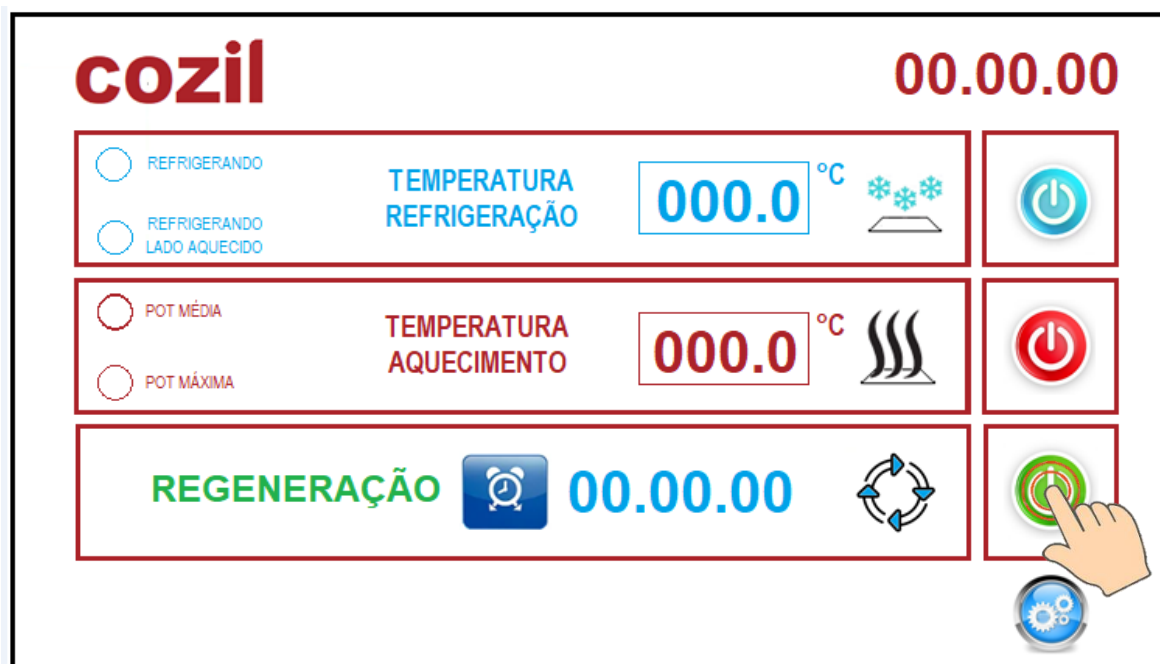 cozil
00.00.00
REFRIGERANDO
REFRIGERANDO
LADO AQUECIDO
TEMPERATURA
REFRIGERAÇÃO
000.0 °C
POT MÉDIA
POT MÁXIMA
TEMPERATURA
AQUECIMENTO
000.0 °C
REGENERAÇÃO 00.00.00